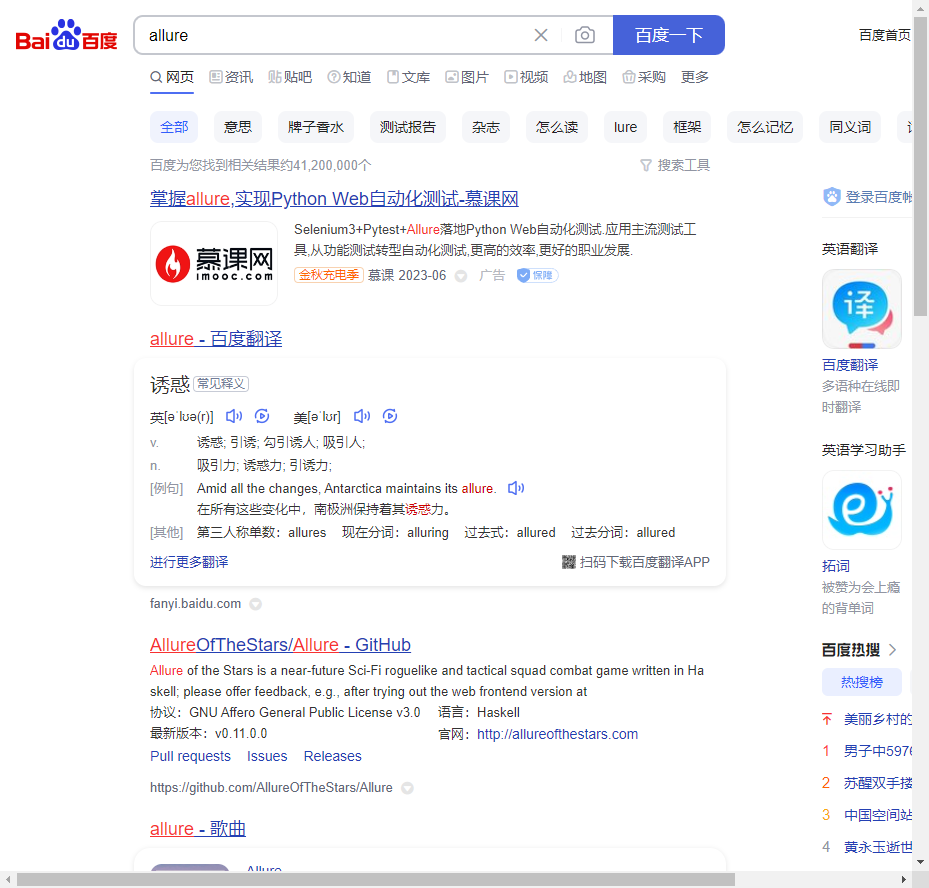 Bai du 百度
allure
百度一下
百度首页
网页 资讯 贴吧 知道 文库 图片 视频 地图 采购 更多
全部 意思 牌子香水 测试报告 杂志 怎么读 lure 框架 怎么记忆 同义词
百度为您找到相关结果约41,200,000个
搜索工具
掌握allure,实现Python Web自动化测试-慕课网
慕课网
imooc.com
Selenium3+Pytest+Allure落地Python Web自动化测试.应用主流测试工
具,从功能测试转型自动化测试,更高的效率,更好的职业发展.
金秋充电季 慕课 2023-06 广告 保障
allure - 百度翻译
诱惑 常见释义
英[əˈlʊə(r)] 美[əˈlʊr]
v. 诱惑; 引诱; 勾引诱人; 吸引人;
n. 吸引力; 诱惑力; 引诱力;
[例句] Amid all the changes, Antarctica maintains its allure.
在所有这些变化中，南极洲保持着其诱惑力。
[其他] 第三人称单数：allures 现在分词：alluring 过去式：allured 过去分词：allured
进行更多翻译
扫码下载百度翻译APP
fanyi.baidu.com
AllureOfTheStars/Allure - GitHub
Allure of the Stars is a near-future Sci-Fi roguelike and tactical squad combat game written in Ha
skell; please offer feedback, e.g., after trying out the web frontend version at
协议：GNU Affero General Public License v3.0 语言：Haskell
最新版本：v0.11.0.0 官网：http://allureofthestars.com
Pull requests Issues Releases
https://github.com/AllureOfTheStars/Allure
allure - 歌曲
Allure
登录百度帐
英语翻译
译
百度翻译
多语种在线即
时翻译
英语学习助手
拓词
被赞为会上瘾
的背单词
百度热搜
热搜榜
美丽乡村的
1 男子中5976
2 苏醒双手搂
3 中国空间站
4 黄永玉逝世